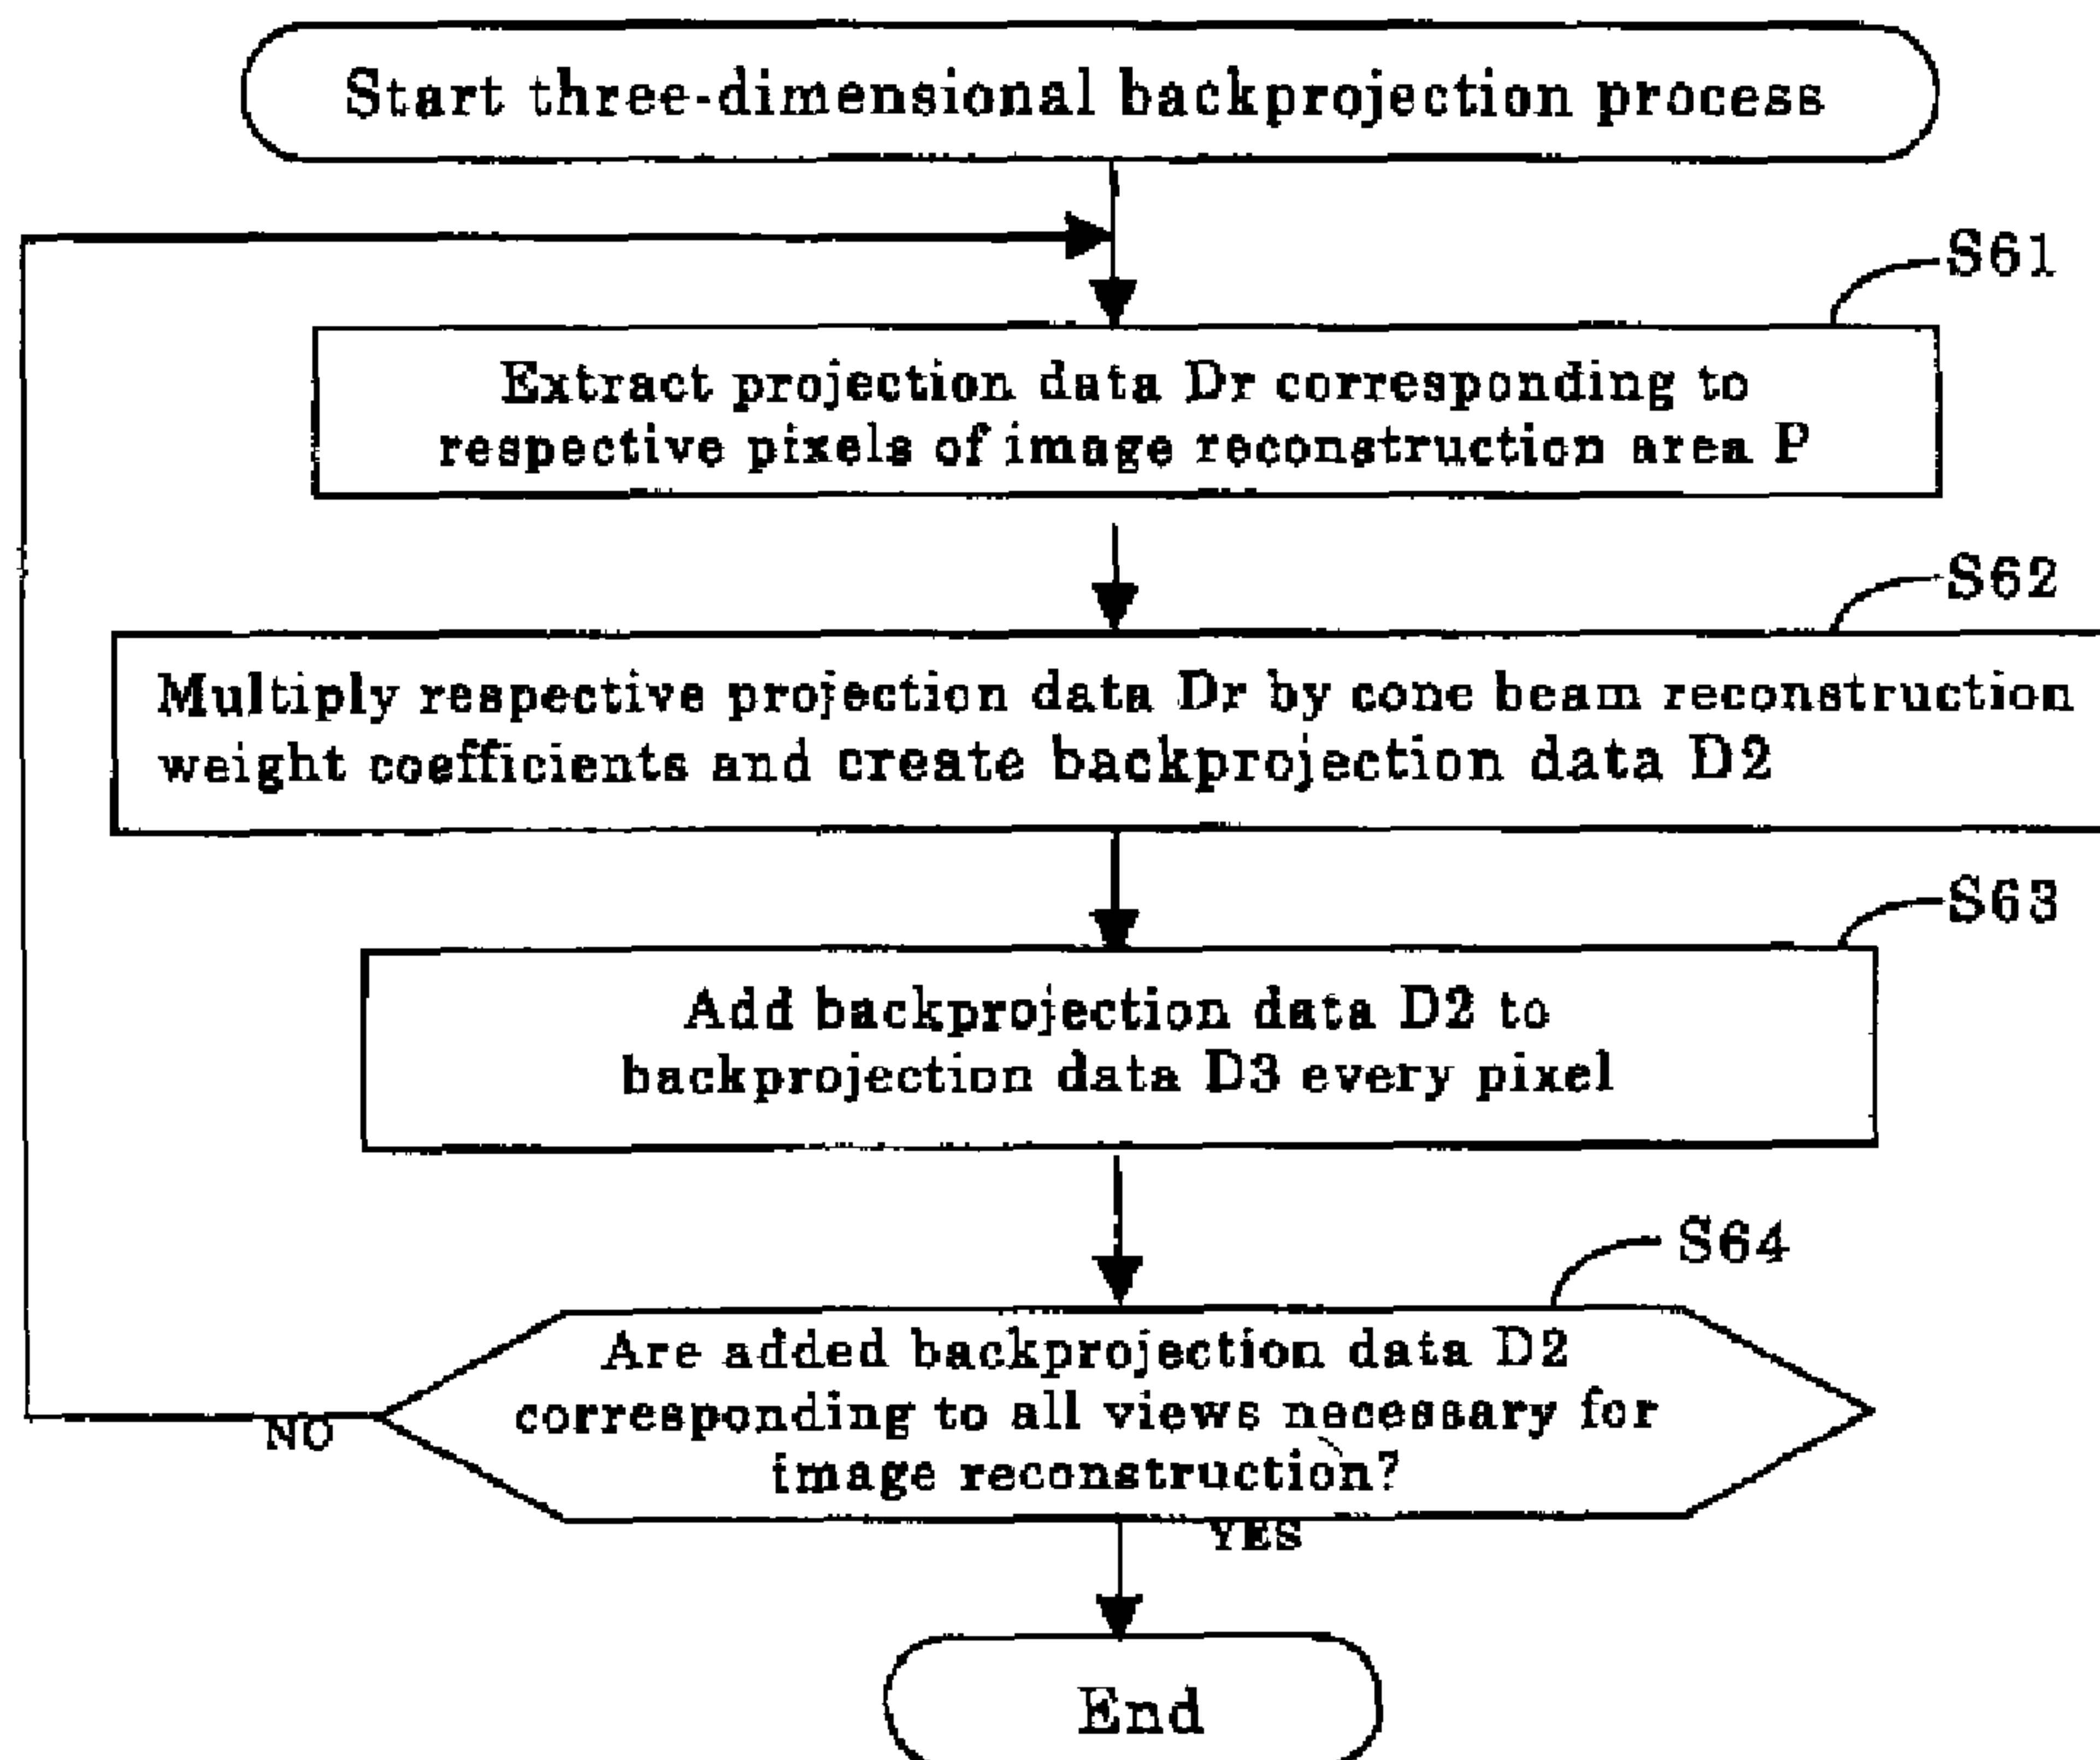 Start three-dimensional backprojection process
S61
Extract projection data Dr corresponding to
respective pixels of image reconstruction area P
S62
Multiply respective projection data Dr by cone beam reconstruction
weight coefficients and create backprojection data D2
S63
Add backprojection data D2 to
backprojection data D3 every pixel
S64
Are added backprojection data D2
corresponding to all views necessary for
image reconstruction?
NO
YES
End